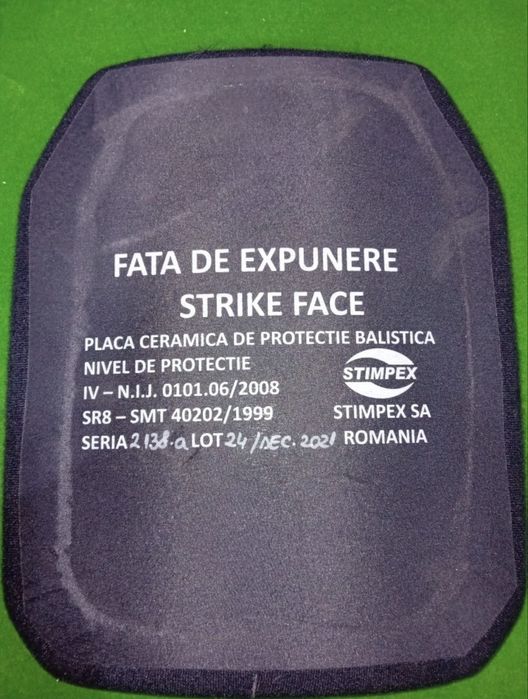 FATA DE EXPUNERE
STRIKE FACE
PLACA CERAMICA DE PROTECTIE BALISTICA
NIVEL DE PROTECTIE
IV – N.I.J. 0101.06/2008
SR8 – SMT 40202/1999
SERIA 2138.a LOT 24/DEC. 2021
STIMPEX
STIMPEX SA
ROMANIA